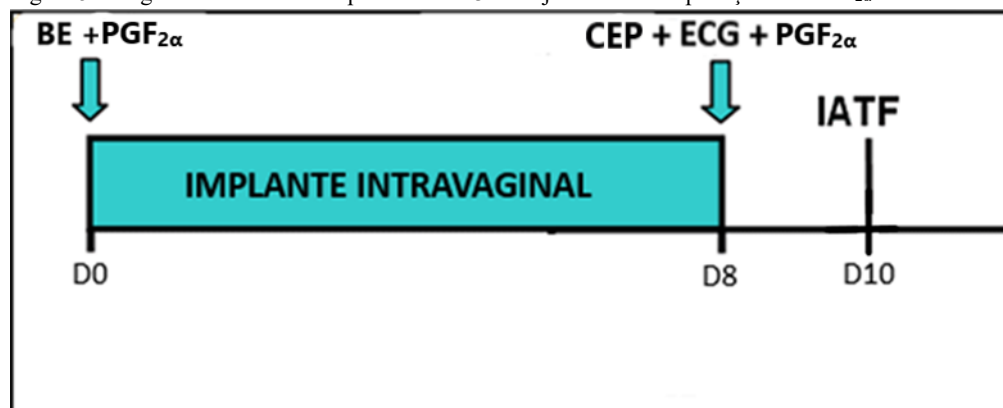 BE +PGF2α
CEP + ECG + PGF2α
IATF
IMPLANTE INTRAVAGINAL
D0
D8
D10